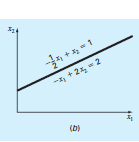 x₂
-1/2 x₁ + x₂ = 1
-x₁ + 2x₂ = 2
x₁
(b)